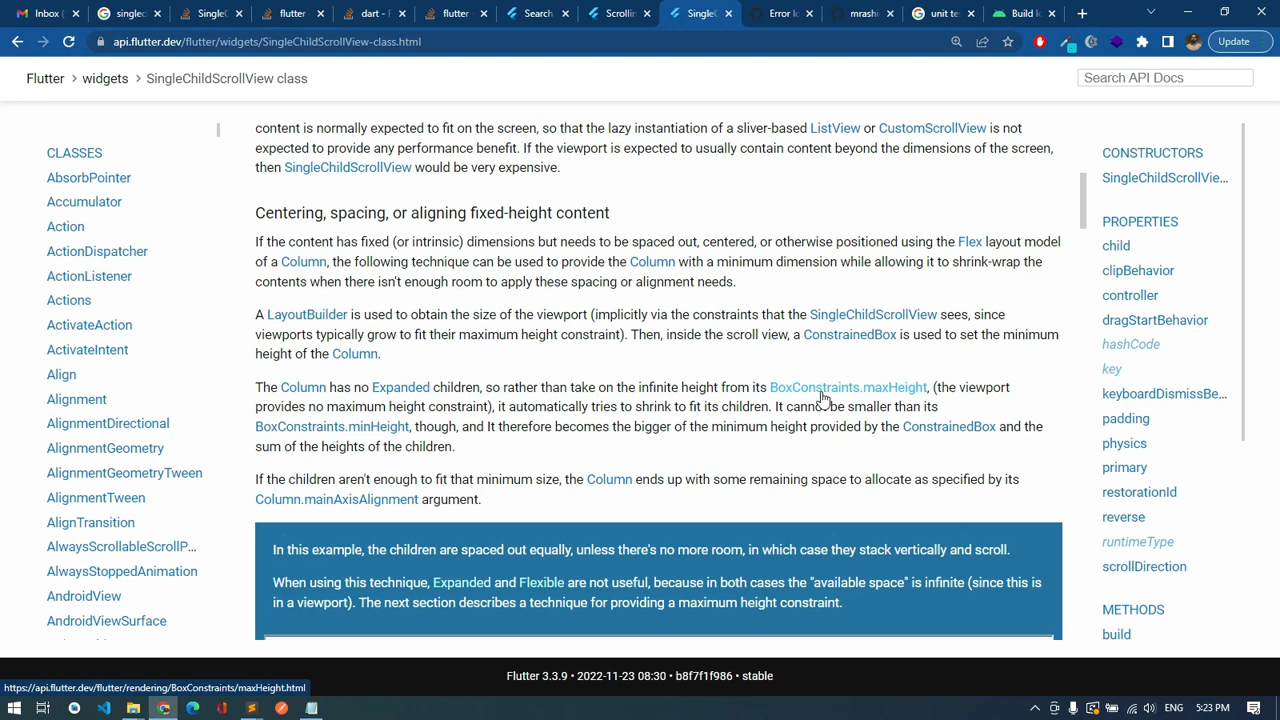 Inbox (
singlec
SingleC
flutter
dart - F
flutter
Search
Scrollin
SingleC
Error lo
mrashi
unit te
Build lo
api.flutter.dev/flutter/widgets/SingleChildScrollView-class.html
Update
Flutter > widgets > SingleChildScrollView class
Search API Docs
CLASSES
AbsorbPointer
Accumulator
Action
ActionDispatcher
ActionListener
Actions
ActivateAction
ActivateIntent
Align
Alignment
AlignmentDirectional
AlignmentGeometry
AlignmentGeometryTween
AlignmentTween
AlignTransition
AlwaysScrollableScrollP...
AlwaysStoppedAnimation
AndroidView
AndroidViewSurface
content is normally expected to fit on the screen, so that the lazy instantiation of a sliver-based ListView or CustomScrollView is not
expected to provide any performance benefit. If the viewport is expected to usually contain content beyond the dimensions of the screen,
then SingleChildScrollView would be very expensive.
Centering, spacing, or aligning fixed-height content
If the content has fixed (or intrinsic) dimensions but needs to be spaced out, centered, or otherwise positioned using the Flex layout model
of a Column, the following technique can be used to provide the Column with a minimum dimension while allowing it to shrink-wrap the
contents when there isn't enough room to apply these spacing or alignment needs.
A LayoutBuilder is used to obtain the size of the viewport (implicitly via the constraints that the SingleChildScrollView sees, since
viewports typically grow to fit their maximum height constraint). Then, inside the scroll view, a ConstrainedBox is used to set the minimum
height of the Column.
The Column has no Expanded children, so rather than take on the infinite height from its BoxConstraints.maxHeight, (the viewport
provides no maximum height constraint), it automatically tries to shrink to fit its children. It cannot be smaller than its
BoxConstraints.minHeight, though, and It therefore becomes the bigger of the minimum height provided by the ConstrainedBox and the
sum of the heights of the children.
If the children aren't enough to fit that minimum size, the Column ends up with some remaining space to allocate as specified by its
Column.mainAxisAlignment argument.
In this example, the children are spaced out equally, unless there's no more room, in which case they stack vertically and scroll.
When using this technique, Expanded and Flexible are not useful, because in both cases the "available space" is infinite (since this is
in a viewport). The next section describes a technique for providing a maximum height constraint.
CONSTRUCTORS
SingleChildScrollVie...
PROPERTIES
child
clipBehavior
controller
dragStartBehavior
hashCode
key
keyboardDismissBe...
padding
physics
primary
restorationId
reverse
runtimeType
scrollDirection
METHODS
build
Flutter 3.3.9 • 2022-11-23 08:30 • b8f7f1f986 • stable
https://api.flutter.dev/flutter/rendering/BoxConstraints/maxHeight.html
ENG
5:23 PM